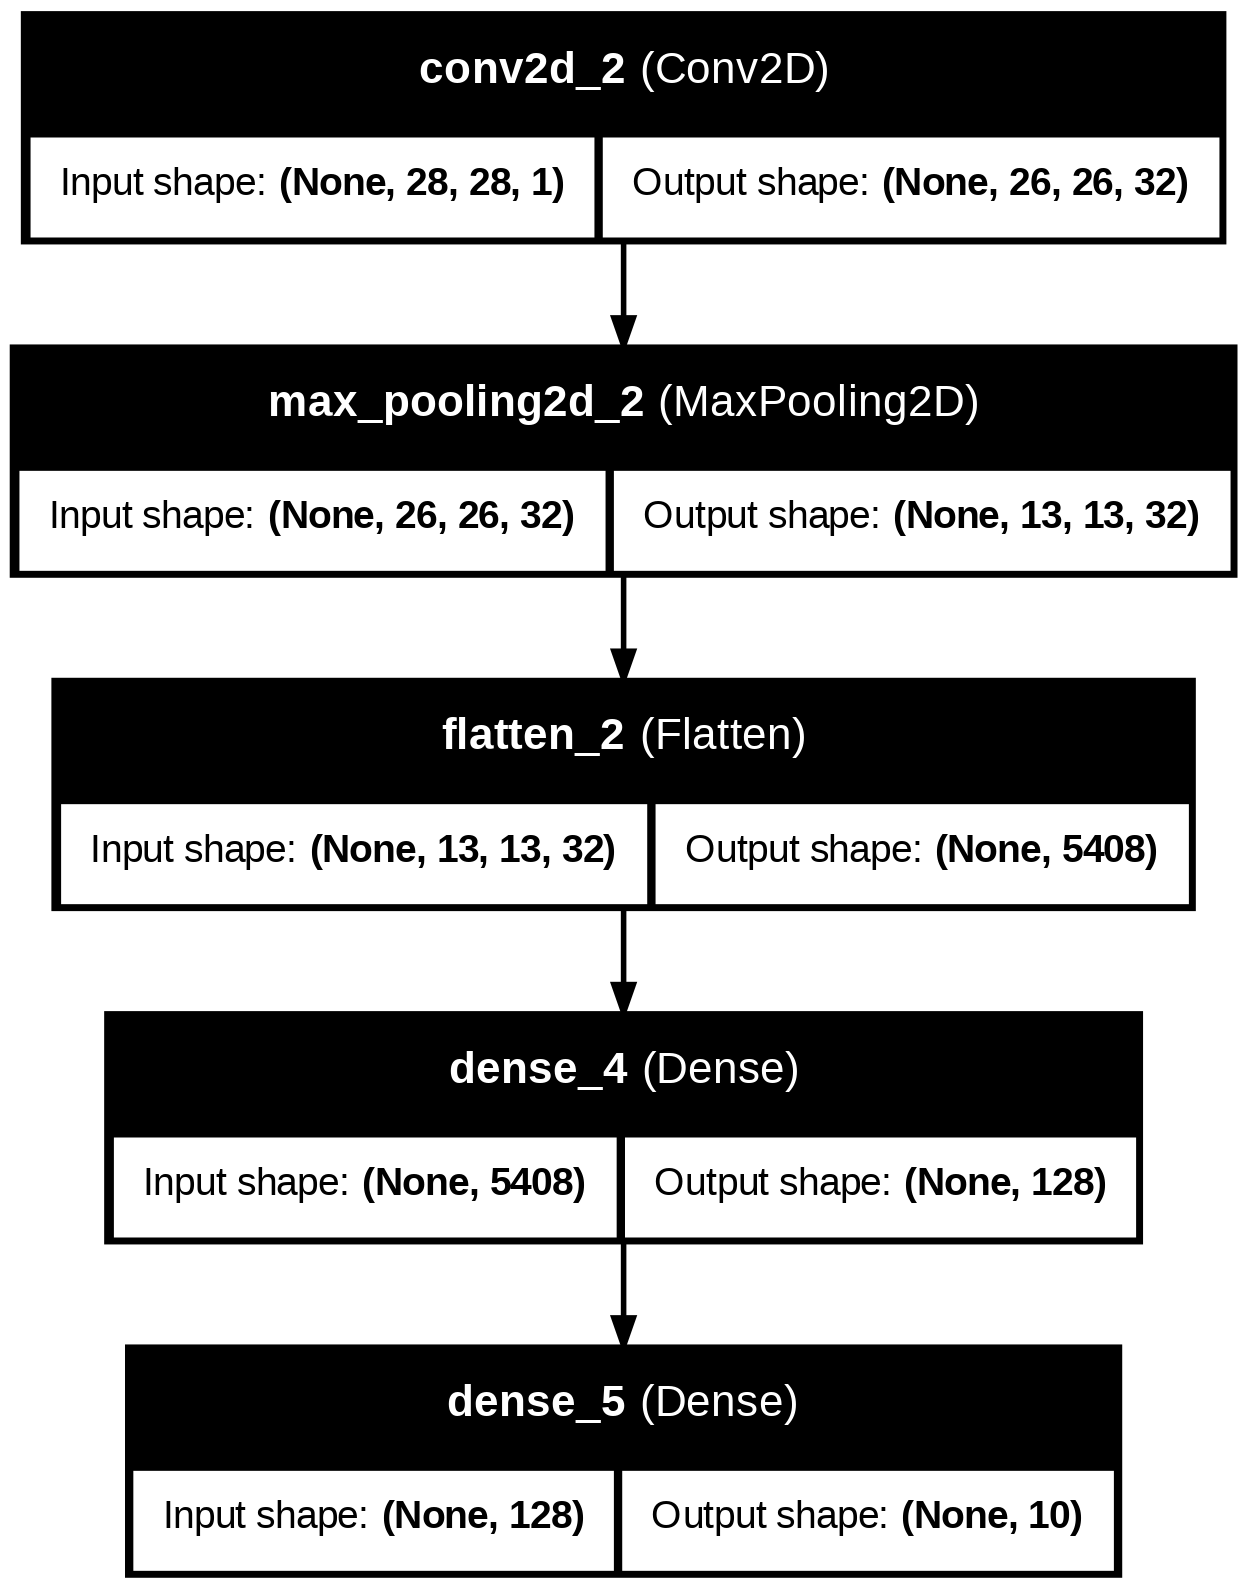 conv2d_2 (Conv2D)
Input shape: (None, 28, 28, 1) Output shape: (None, 26, 26, 32)
max_pooling2d_2 (MaxPooling2D)
Input shape: (None, 26, 26, 32) Output shape: (None, 13, 13, 32)
flatten_2 (Flatten)
Input shape: (None, 13, 13, 32) Output shape: (None, 5408)
dense_4 (Dense)
Input shape: (None, 5408) Output shape: (None, 128)
dense_5 (Dense)
Input shape: (None, 128) Output shape: (None, 10)